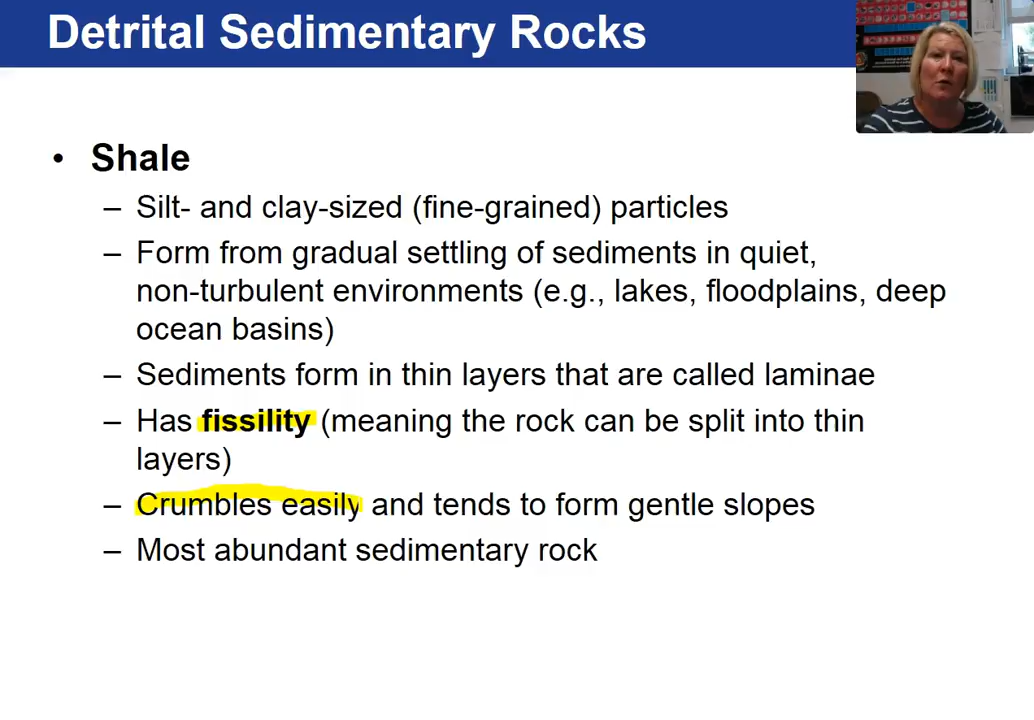 Detrital Sedimentary Rocks
• Shale
– Silt- and clay-sized (fine-grained) particles
– Form from gradual settling of sediments in quiet,
non-turbulent environments (e.g., lakes, floodplains, deep
ocean basins)
– Sediments form in thin layers that are called laminae
– Has fissility (meaning the rock can be split into thin
layers)
– Crumbles easily and tends to form gentle slopes
– Most abundant sedimentary rock